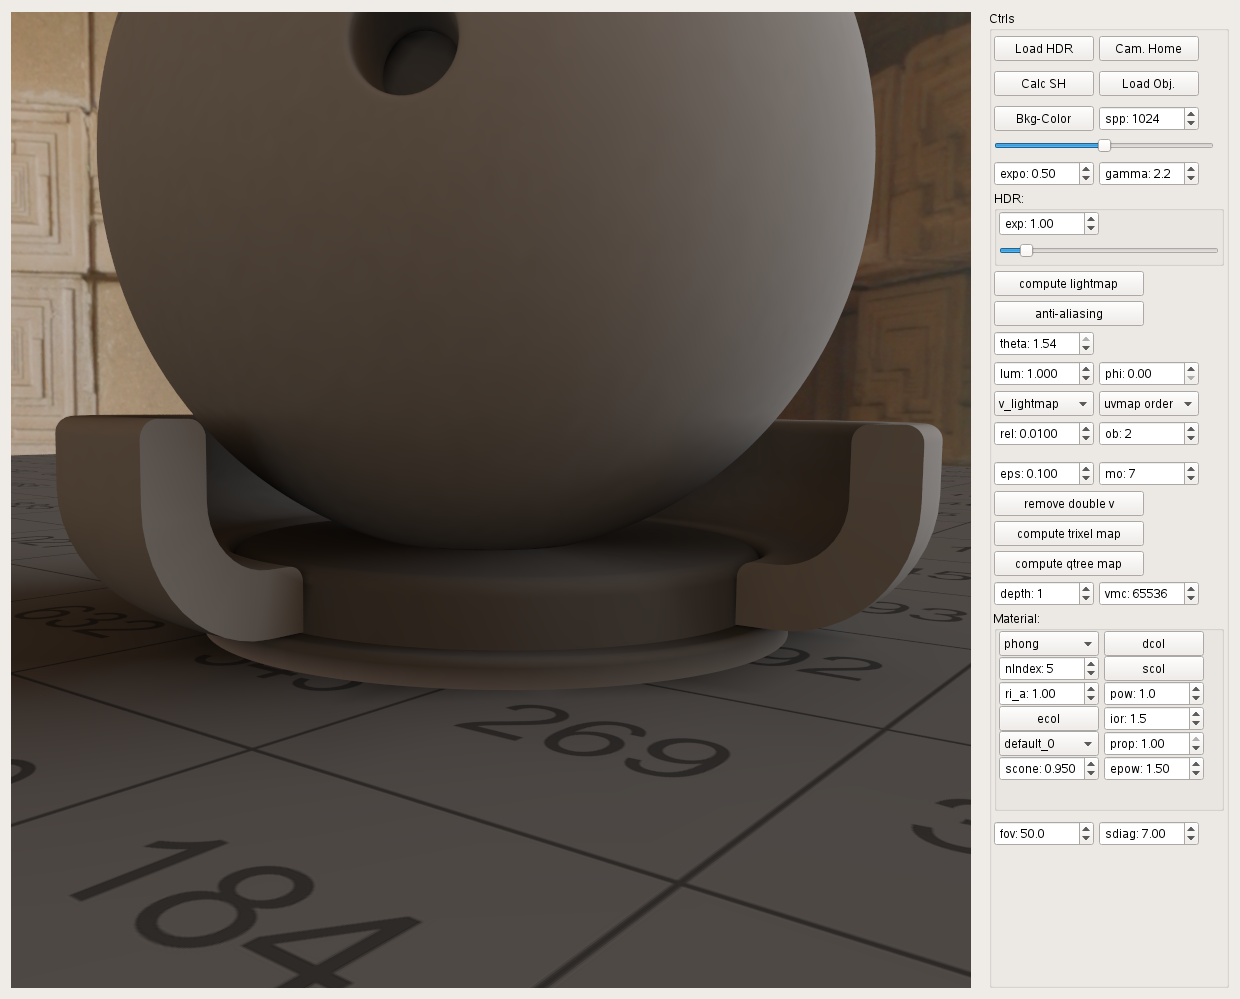 Ctrls
Load HDR Cam. Home
Calc SH Load Obj.
Bkg-Color spp: 1024
expo: 0.50 gamma: 2.2
HDR:
exp: 1.00
compute lightmap
anti-aliasing
theta: 1.54
lum: 1.000 phi: 0.00
v_lightmap uvmap order
rel: 0.0100 ob: 2
eps: 0.100 mo: 7
remove double v
compute trixel map
compute qtree map
depth: 1 vmc: 65536
Material:
phong dcol
nIndex: 5 scol
ri_a: 1.00 pow: 1.0
ecol ior: 1.5
default_0 prop: 1.00
scone: 0.950 epow: 1.50
fov: 50.0 sdiag: 7.00
632
92
269
184